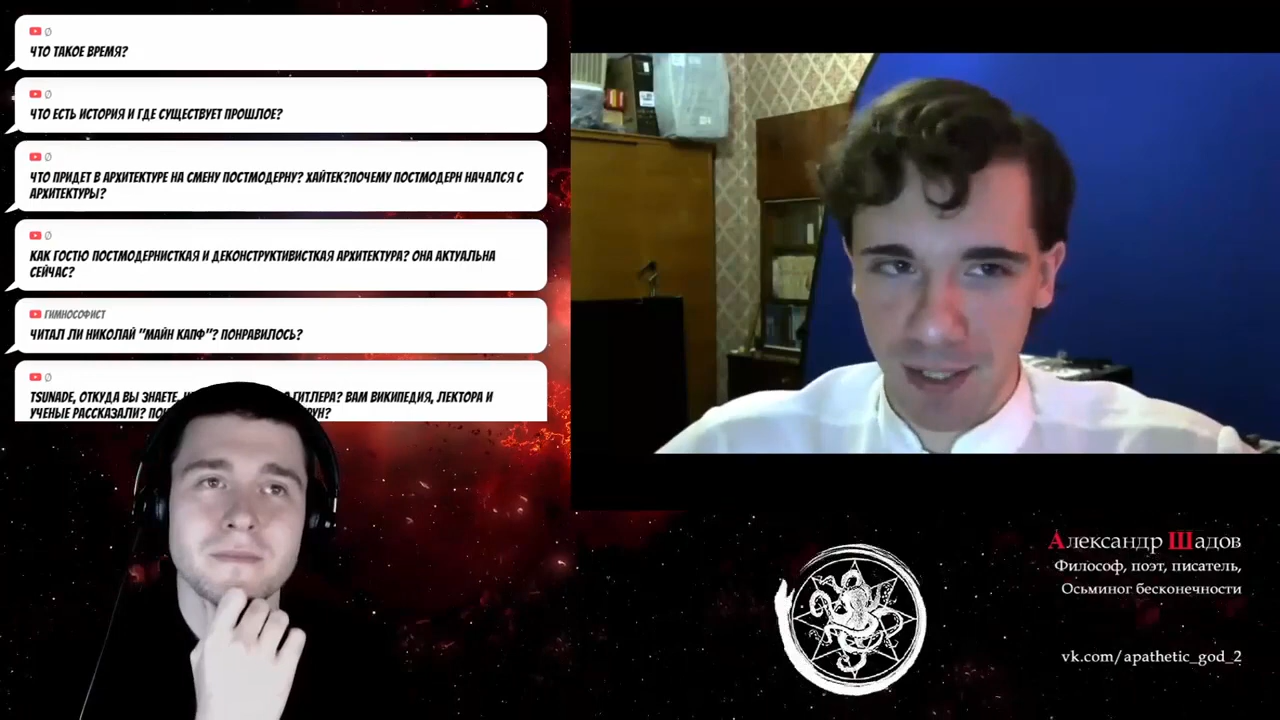 Ø
ЧТО ТАКОЕ ВРЕМЯ?
Ø
ЧТО ЕСТЬ ИСТОРИЯ И ГДЕ СУЩЕСТВУЕТ ПРОШЛОЕ?
Ø
ЧТО ПРИДЕТ В АРХИТЕКТУРЕ НА СМЕНУ ПОСТМОДЕРНУ? ХАЙТЕК?ПОЧЕМУ ПОСТМОДЕРН НАЧАЛСЯ С
АРХИТЕКТУРЫ?
Ø
КАК ГОСТЮ ПОСТМОДЕРНИСТКАЯ И ДЕКОНСТРУКТИВИСТКАЯ АРХИТЕКТУРА? ОНА АКТУАЛЬНА
СЕЙЧАС?
ГИМНОСОФИСТ
ЧИТАЛ ЛИ НИКОЛАЙ "МАЙН КАПФ"? ПОНРАВИЛОСЬ?
Ø
TSUNADE, ОТКУДА ВЫ ЗНАЕТЕ, ГИТЛЕРА? ВАМ ВИКИПЕДИЯ, ЛЕКТОРА И
УЧЕНЫЕ РАССКАЗАЛИ?
Александр Шадов
Философ, поэт, писатель,
Осьминог бесконечности
vk.com/apathetic_god_2